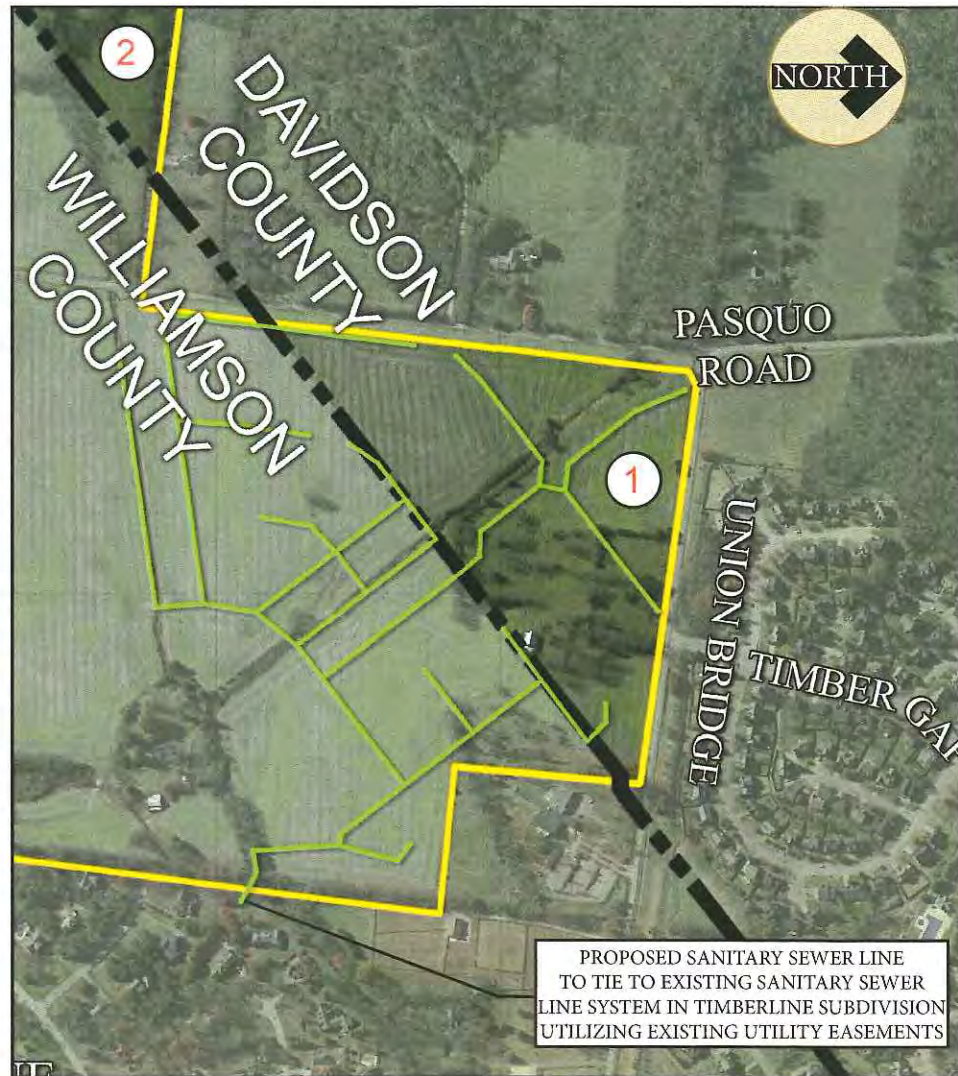 2
NORTH
DAVIDSON
COUNTY
WILLIAMSON
COUNTY
PASQUO
ROAD
1
UNION BRIDGE
TIMBER GAP
PROPOSED SANITARY SEWER LINE
TO TIE TO EXISTING SANITARY SEWER
LINE SYSTEM IN TIMBERLINE SUBDIVISION
UTILIZING EXISTING UTILITY EASEMENTS